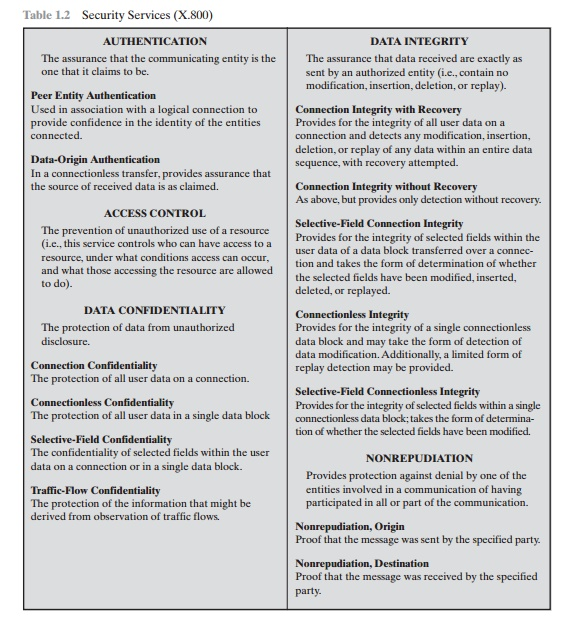 Table 1.2 Security Services (X.800)
AUTHENTICATION
The assurance that the communicating entity is the
one that it claims to be.
Peer Entity Authentication
Used in association with a logical connection to
provide confidence in the identity of the entities
connected.
Data-Origin Authentication
In a connectionless transfer, provides assurance that
the source of received data is as claimed.
ACCESS CONTROL
The prevention of unauthorized use of a resource
(i.e., this service controls who can have access to a
resource, under what conditions access can occur,
and what those accessing the resource are allowed
to do).
DATA CONFIDENTIALITY
The protection of data from unauthorized
disclosure.
Connection Confidentiality
The protection of all user data on a connection.
Connectionless Confidentiality
The protection of all user data in a single data block
Selective-Field Confidentiality
The confidentiality of selected fields within the user
data on a connection or in a single data block.
Traffic-Flow Confidentiality
The protection of the information that might be
derived from observation of traffic flows.
DATA INTEGRITY
The assurance that data received are exactly as
sent by an authorized entity (i.e., contain no
modification, insertion, deletion, or replay).
Connection Integrity with Recovery
Provides for the integrity of all user data on a
connection and detects any modification, insertion,
deletion, or replay of any data within an entire data
sequence, with recovery attempted.
Connection Integrity without Recovery
As above, but provides only detection without recovery.
Selective-Field Connection Integrity
Provides for the integrity of selected fields within the
user data of a data block transferred over a connec-
tion and takes the form of determination of whether
the selected fields have been modified, inserted,
deleted, or replayed.
Connectionless Integrity
Provides for the integrity of a single connectionless
data block and may take the form of detection of
data modification. Additionally, a limited form of
replay detection may be provided.
Selective-Field Connectionless Integrity
Provides for the integrity of selected fields within a single
connectionless data block; takes the form of determina-
tion of whether the selected fields have been modified.
NONREPUDIATION
Provides protection against denial by one of the
entities involved in a communication of having
participated in all or part of the communication.
Nonrepudiation, Origin
Proof that the message was sent by the specified party.
Nonrepudiation, Destination
Proof that the message was received by the specified
party.